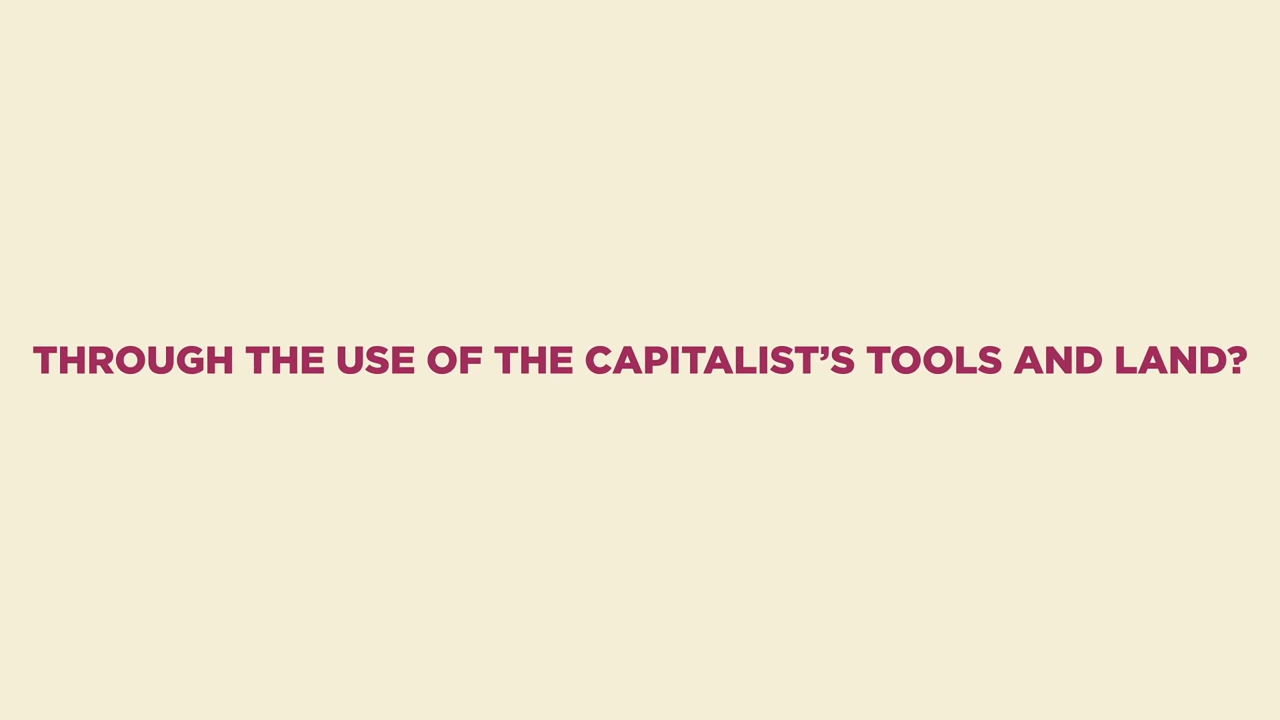 THROUGH THE USE OF THE CAPITALIST’S TOOLS AND LAND?